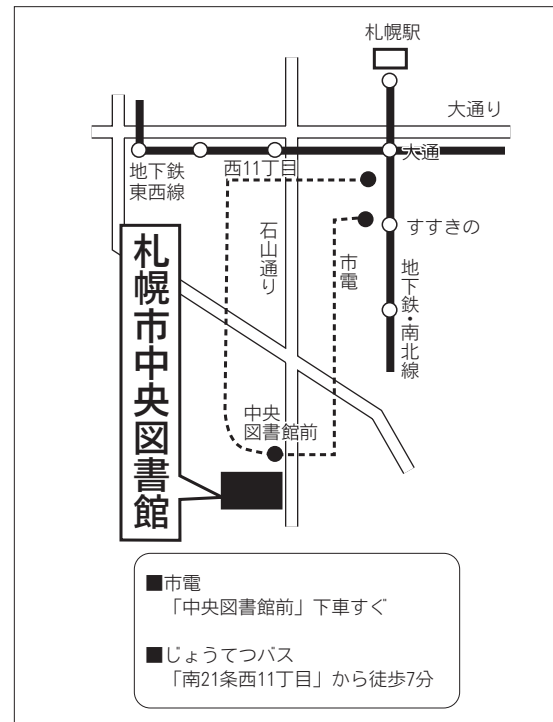 札幌駅
大通り
大通
地下鉄
東西線
西11丁目
すすきの
石山通り
市電
地下鉄・南北線
札幌市中央図書館
中央
図書館前
■市電
「中央図書館前」下車すぐ
■じょうてつバス
「南21条西11丁目」から徒歩7分